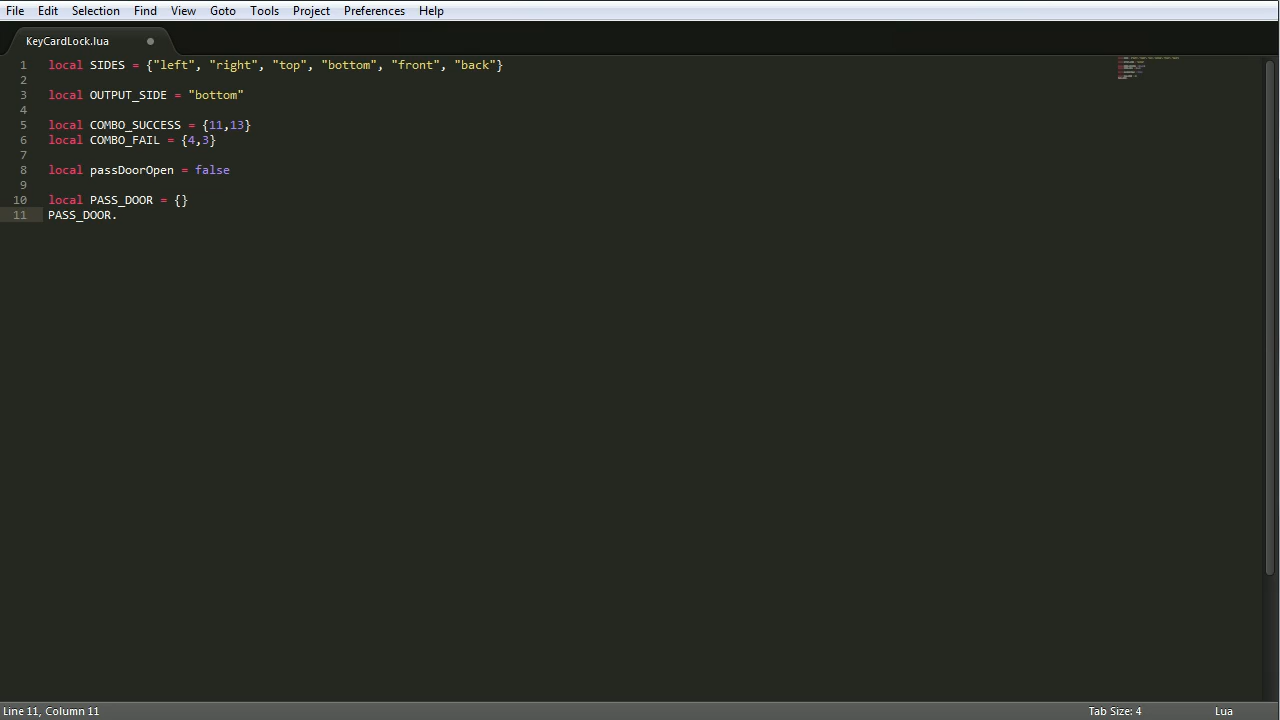 File Edit Selection Find View Goto Tools Project Preferences Help
KeyCardLock.lua
1 local SIDES = {"left", "right", "top", "bottom", "front", "back"}
2
3 local OUTPUT_SIDE = "bottom"
4
5 local COMBO_SUCCESS = {11,13}
6 local COMBO_FAIL = {4,3}
7
8 local passDoorOpen = false
9
10 local PASS_DOOR = {}
11 PASS_DOOR.
Line 11, Column 11 Tab Size: 4 Lua